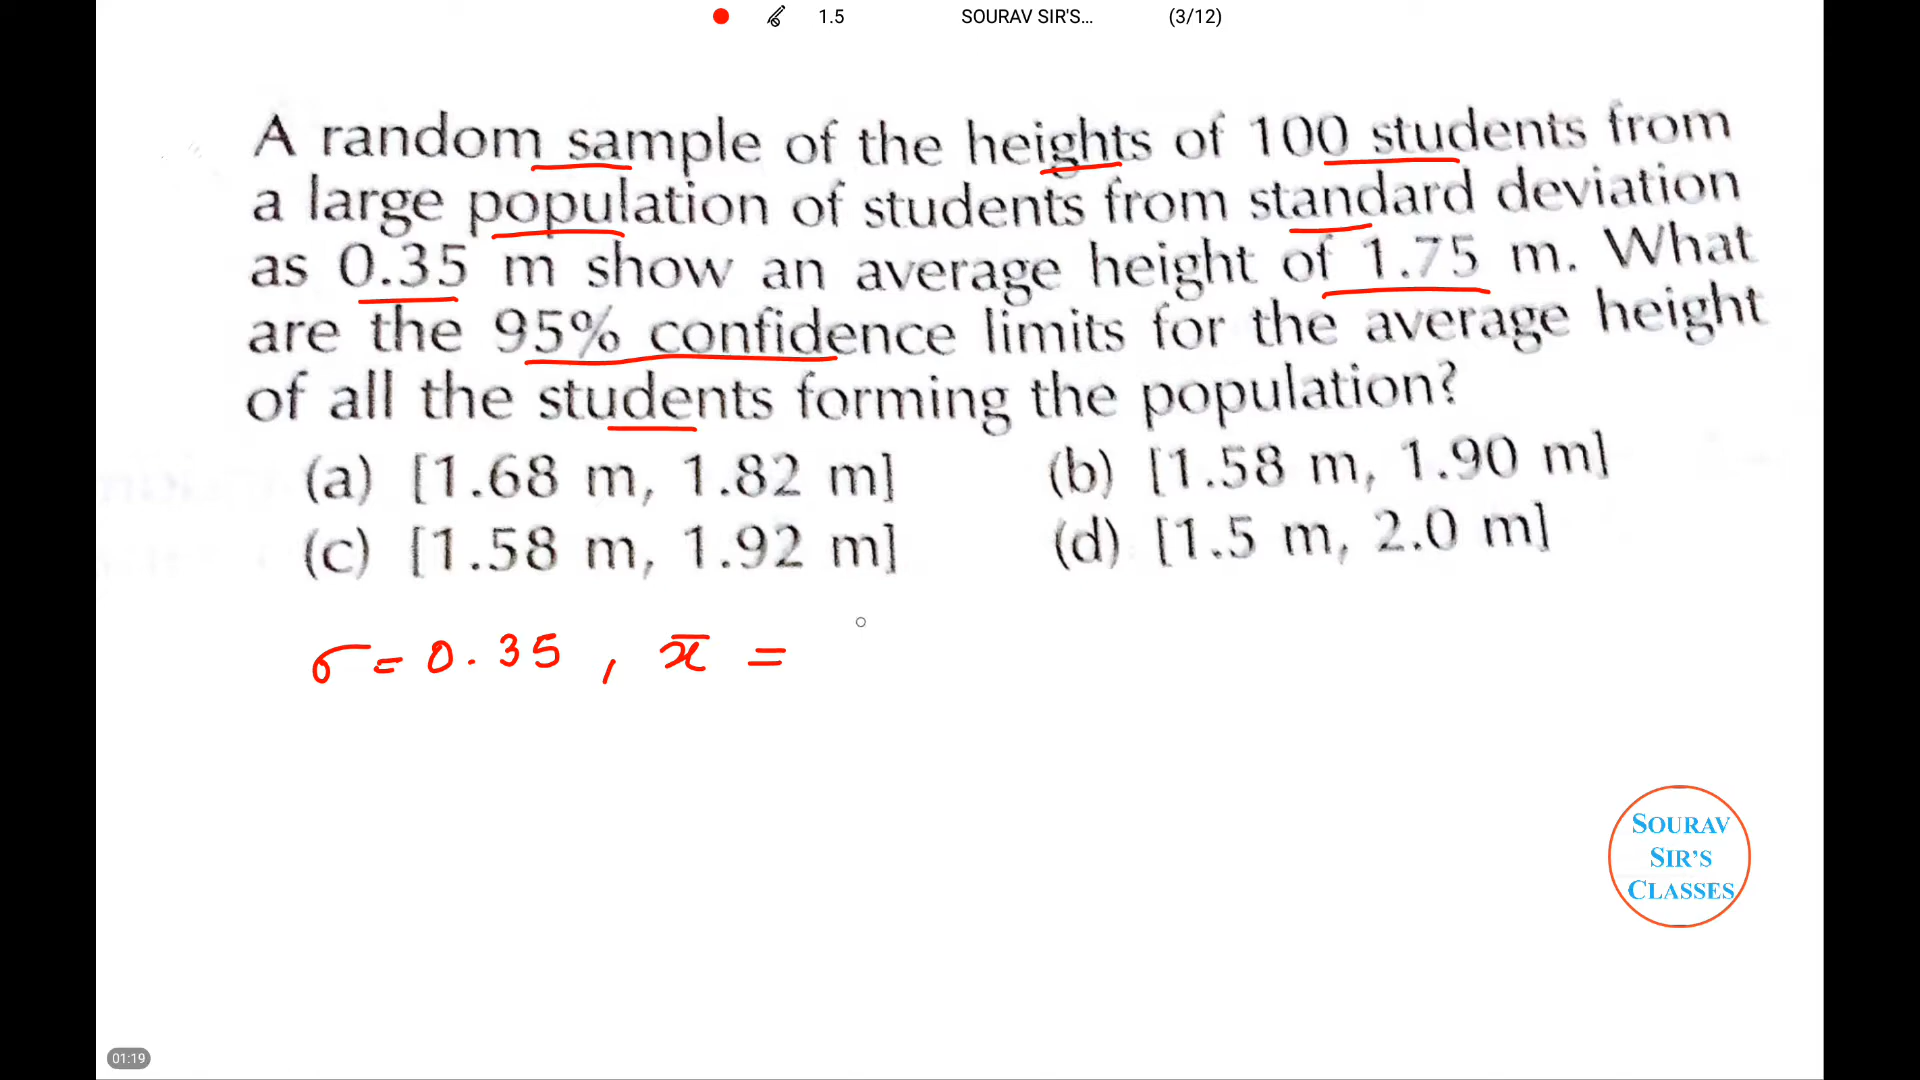 1.5 SOURAV SIR'S... (3/12)
A random sample of the heights of 100 students from
a large population of students from standard deviation
as 0.35 m show an average height of 1.75 m. What
are the 95% confidence limits for the average height
of all the students forming the population?
(a) [1.68 m, 1.82 m] (b) [1.58 m, 1.90 m]
(c) [1.58 m, 1.92 m] (d) [1.5 m, 2.0 m]
σ = 0.35 , x̄ =
SOURAV
SIR'S
CLASSES
01:19